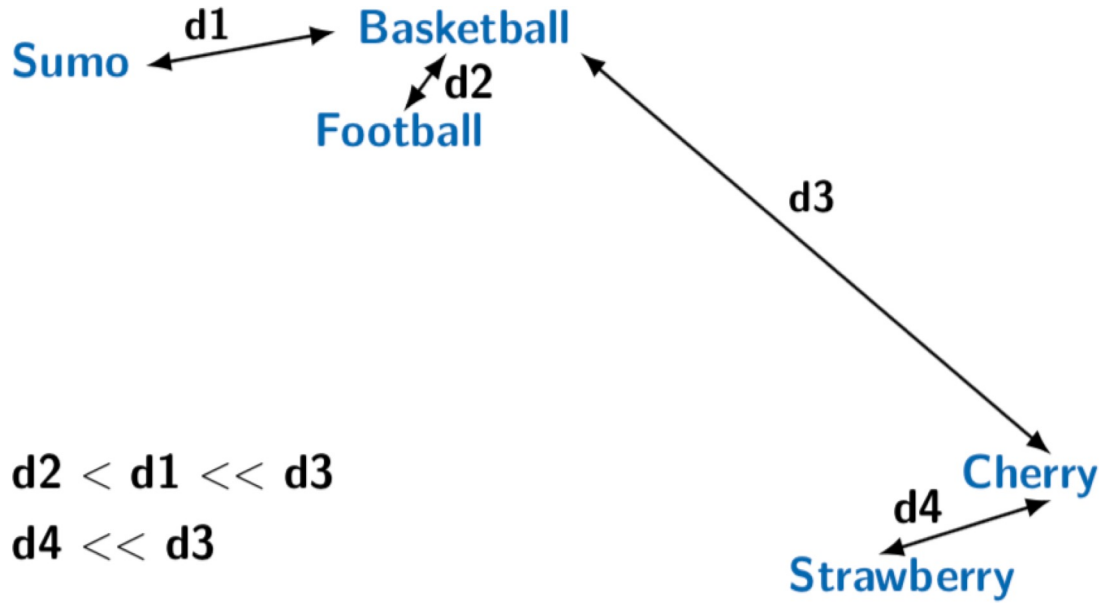 d1
Basketball
Sumo
d2
Football
d3
d2 < d1 << d3
Cherry
d4
d4 << d3
Strawberry